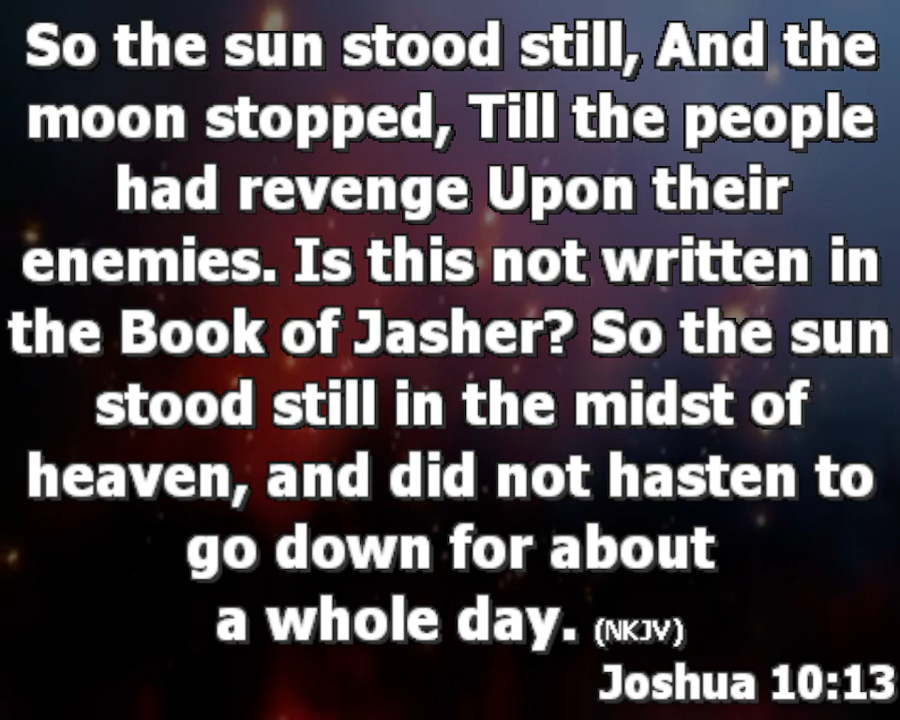 So the sun stood still, And the
moon stopped, Till the people
had revenge Upon their
enemies. Is this not written in
the Book of Jasher? So the sun
stood still in the midst of
heaven, and did not hasten to
go down for about
a whole day. (NKJV)
Joshua 10:13